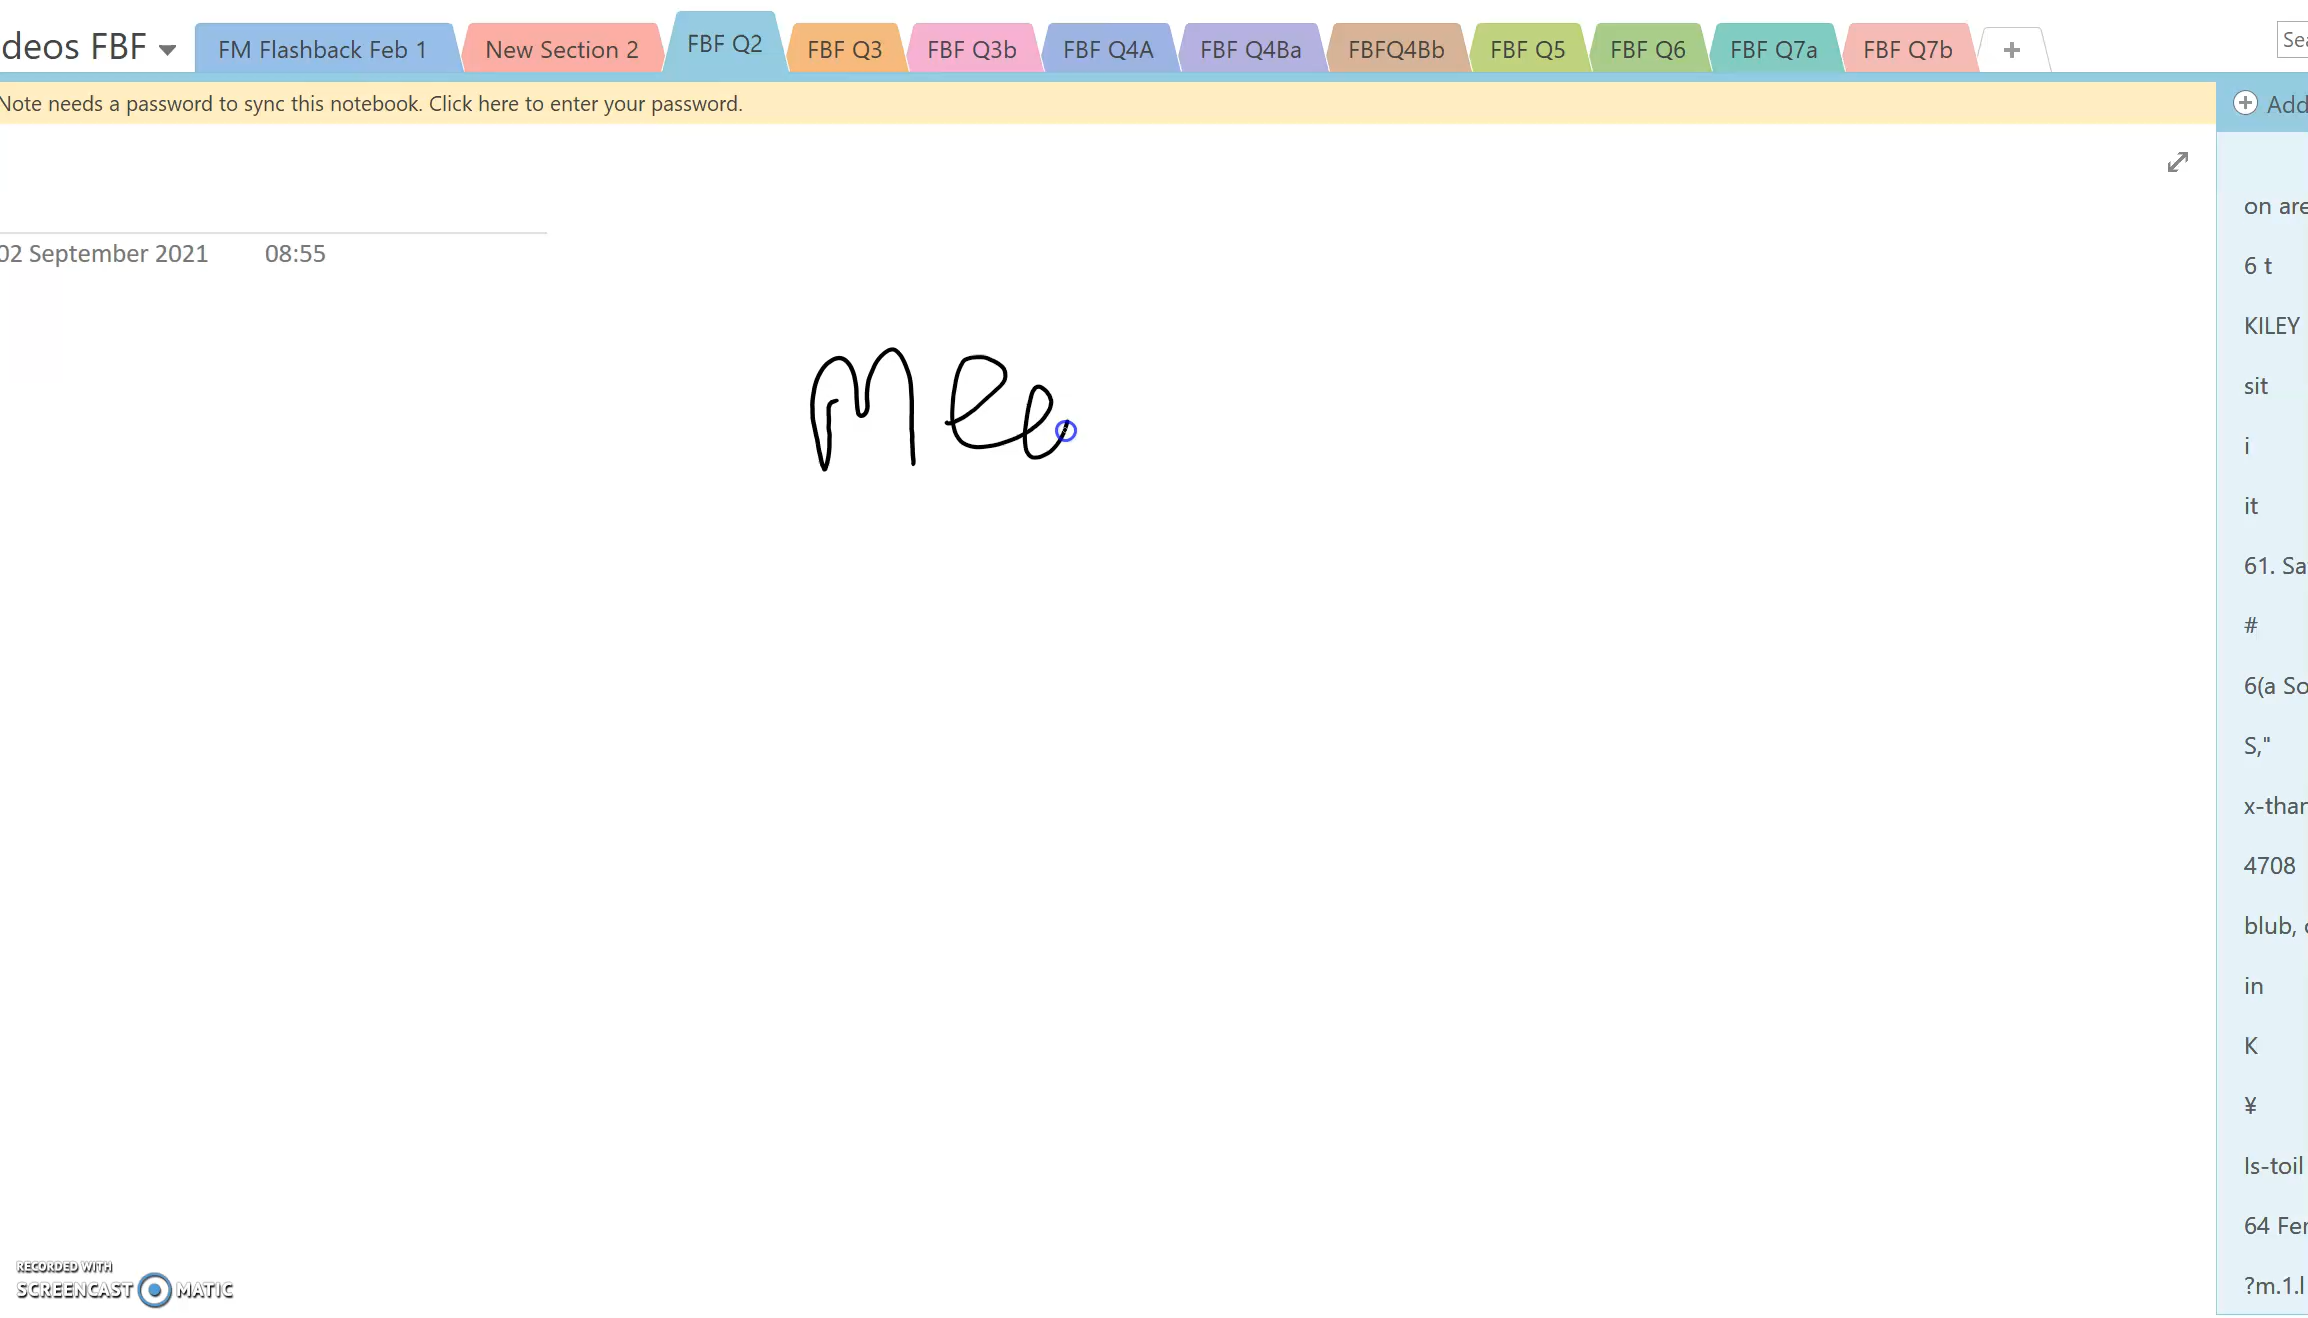 deos FBF
FM Flashback Feb 1
New Section 2
FBF Q2
FBF Q3
FBF Q3b
FBF Q4A
FBF Q4Ba
FBFQ4Bb
FBF Q5
FBF Q6
FBF Q7a
FBF Q7b
+
Sea
Note needs a password to sync this notebook. Click here to enter your password.
Add
02 September 2021 08:55
Mee
on are
6 t
KILEY
sit
i
it
61. Sa
#
6(a So
S,"
x-than
4708
blub,
in
K
¥
ls-toil
64 Fer
?m.1.l
RECORDED WITH
SCREENCAST MATIC